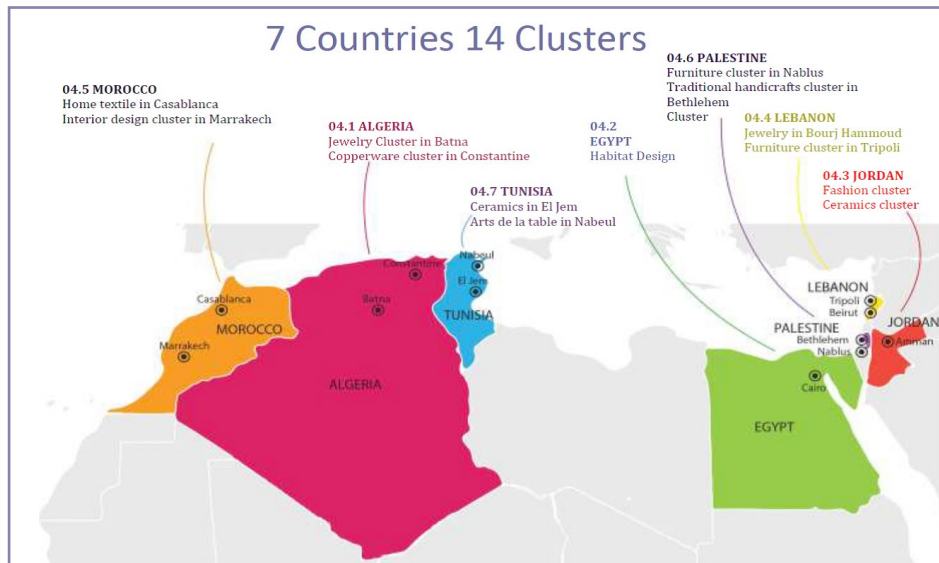 7 Countries 14 Clusters
04.5 MOROCCO
Home textile in Casablanca
Interior design cluster in Marrakech
04.1 ALGERIA
Jewelry Cluster in Batna
Copperware cluster in Constantine
04.7 TUNISIA
Ceramics in El Jem
Arts de la table in Nabeul
04.2
EGYPT
Habitat Design
04.6 PALESTINE
Furniture cluster in Nablus
Traditional handicrafts cluster in
Bethlehem
Cluster
04.4 LEBANON
Jewelry in Bourj Hammoud
Furniture cluster in Tripoli
04.3 JORDAN
Fashion cluster
Ceramics cluster
Casablanca
MOROCCO
Marrakech
Constantine
Batna
ALGERIA
Nabeul
El Jem
TUNISIA
LEBANON
Tripoli
Beirut
PALESTINE
Bethlehem
Nablus
JORDAN
Amman
Cairo
EGYPT